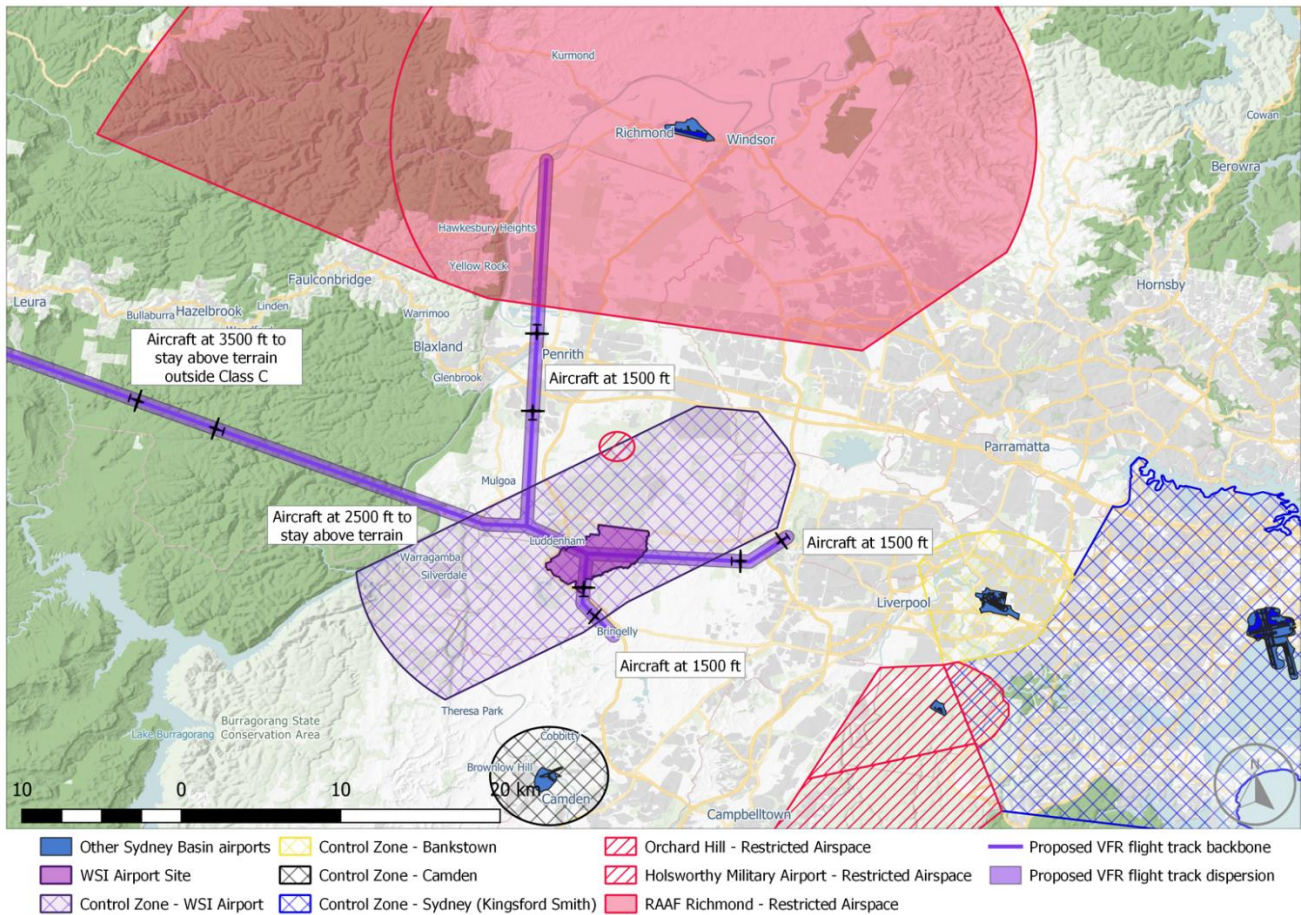 Kurmond
Richmond
Windsor
Cowan
Berowra
Hawkesbury Heights
Yellow Rock
Faulconbridge
Hornsby
Leura
Linden
Hazelbrook
Bullaburra
Warrimoo
Aircraft at 3500 ft to
stay above terrain
outside Class C
Blaxland
Penrith
Glenbrook
Aircraft at 1500 ft
Parramatta
Mulgoa
Aircraft at 2500 ft to
stay above terrain
Luddenham
Aircraft at 1500 ft
Warragamba
Silverdale
Liverpool
Bringelly
Aircraft at 1500 ft
Theresa Park
Burragorang State
Conservation Area
Lake Burragorang
Cobbitty
Brownlow Hill
Camden
Campbelltown
N
10 0 10 20 km
Other Sydney Basin airports
WSI Airport Site
Control Zone - WSI Airport
Control Zone - Bankstown
Control Zone - Camden
Control Zone - Sydney (Kingsford Smith)
Orchard Hill - Restricted Airspace
Holsworthy Military Airport - Restricted Airspace
RAAF Richmond - Restricted Airspace
Proposed VFR flight track backbone
Proposed VFR flight track dispersion